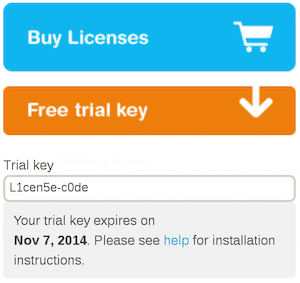 Buy Licenses
Free trial key
Trial key
L1cen5e-c0de
Your trial key expires on
Nov 7, 2014. Please see help for installation
instructions.